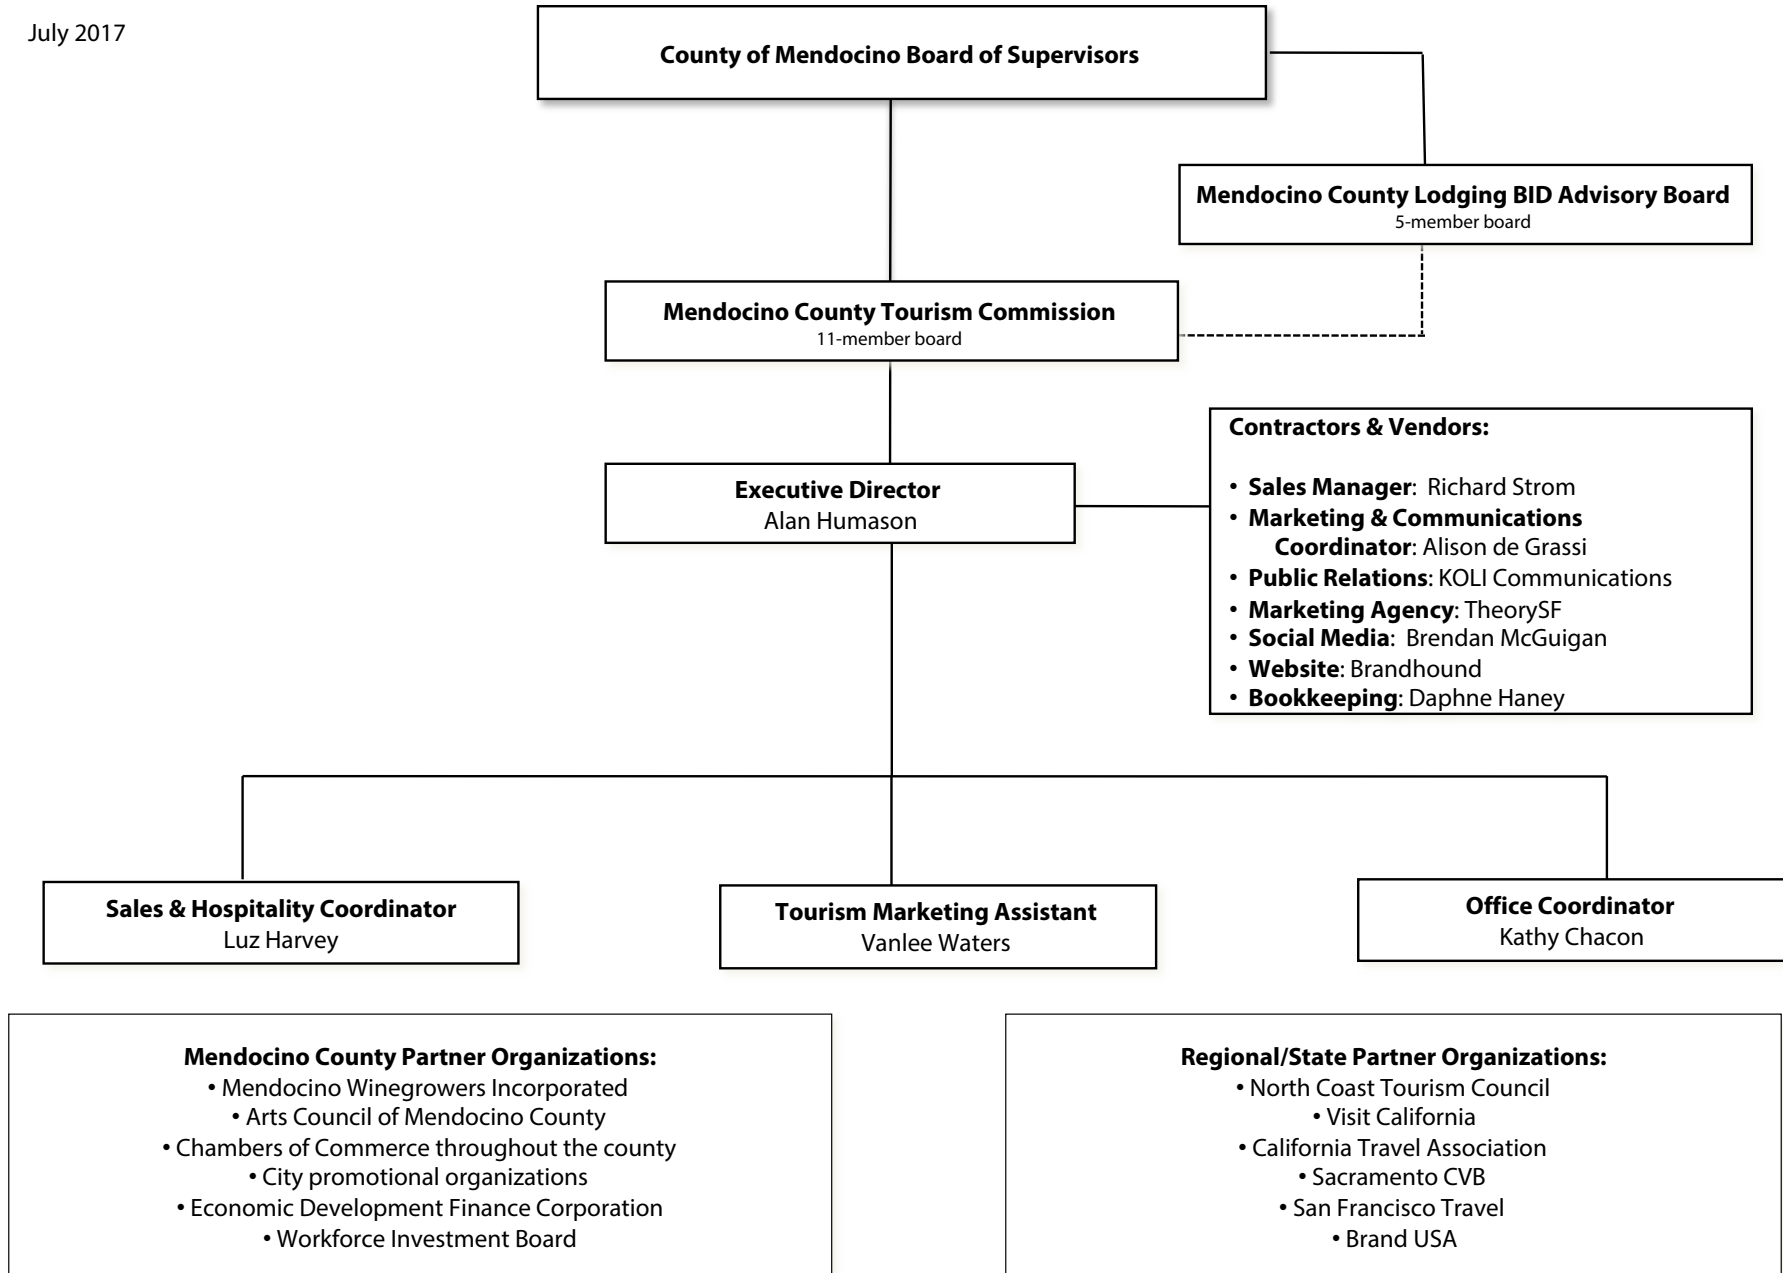 July 2017
County of Mendocino Board of Supervisors
Mendocino County Lodging BID Advisory Board
5-member board
Mendocino County Tourism Commission
11-member board
Executive Director
Alan Humason
Contractors & Vendors:
• Sales Manager: Richard Strom
• Marketing & Communications
Coordinator: Alison de Grassi
• Public Relations: KOLI Communications
• Marketing Agency: TheorySF
• Social Media: Brendan McGuigan
• Website: Brandhound
• Bookkeeping: Daphne Haney
Sales & Hospitality Coordinator
Luz Harvey
Tourism Marketing Assistant
Vanlee Waters
Office Coordinator
Kathy Chacon
Mendocino County Partner Organizations:
• Mendocino Winegrowers Incorporated
• Arts Council of Mendocino County
• Chambers of Commerce throughout the county
• City promotional organizations
• Economic Development Finance Corporation
• Workforce Investment Board
Regional/State Partner Organizations:
• North Coast Tourism Council
• Visit California
• California Travel Association
• Sacramento CVB
• San Francisco Travel
• Brand USA